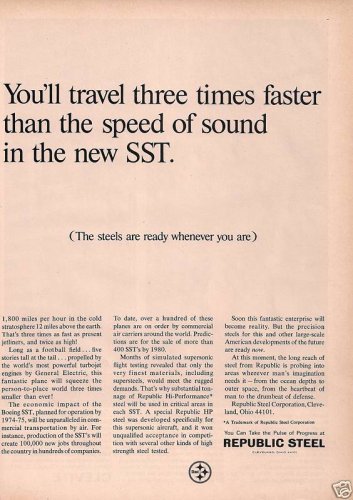 You'll travel three times faster
than the speed of sound
in the new SST.
(The steels are ready whenever you are)
1,800 miles per hour in the cold
stratosphere 12 miles above the earth.
That's three times as fast as present
jetliners, and twice as high!
Long as a football field . . . five
stories tall at the tail . . . propelled by
the world's most powerful turbojet
engines by General Electric, this
fantastic plane will squeeze the
person-to-place world three times
smaller than ever!
The economic impact of the
Boeing SST, planned for operation by
1974-75, will be unparalleled in com-
mercial transportation by air. For
instance, production of the SST's will
create 100,000 new jobs throughout
the country in hundreds of companies.
To date, over a hundred of these
planes are on order by commercial
air carriers around the world. Predic-
tions are for the sale of more than
400 SST's by 1980.
Months of simulated supersonic
flight testing revealed that only the
very finest materials, including
supersteels, would meet the rugged
demands. That's why substantial ton-
nage of Republic Hi-Performance*
steel will be used in critical areas in
each SST. A special Republic HP
steel was developed specifically for
this supersonic aircraft, and it won
unqualified acceptance in competi-
tion with several other kinds of high
strength steel tested.
Soon this fantastic enterprise will
become reality. But the precision
steels for this and other large-scale
American developments of the future
are ready now.
At this moment, the long reach of
steel from Republic is probing into
areas wherever man's imagination
needs it – from the ocean depths to
outer space, from the heartbeat of
man to the drumbeat of defense.
Republic Steel Corporation, Cleve-
land, Ohio 44101.
*A Trademark of Republic Steel Corporation
You Can Take the Pulse of Progress at
REPUBLIC STEEL
CLEVELAND, OHIO 44101